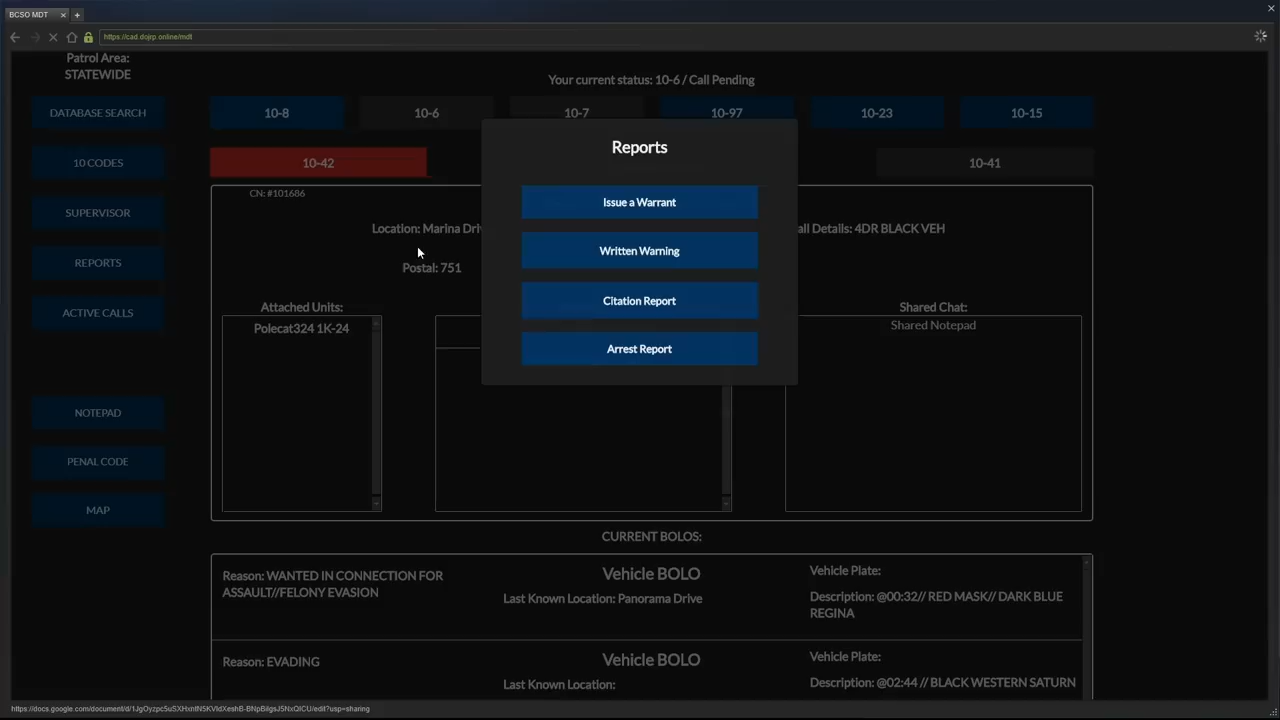 BCSO MDT
https://cad.dojrp.online/mdt
Patrol Area:
STATEWIDE
DATABASE SEARCH
10 CODES
SUPERVISOR
REPORTS
ACTIVE CALLS
NOTEPAD
PENAL CODE
MAP
Your current status: 10-6 / Call Pending
10-8
10-6
10-7
10-97
10-23
10-15
10-42
10-41
Reports
Issue a Warrant
Written Warning
Citation Report
Arrest Report
CN: #101686
Location: Marina Dri
all Details: 4DR BLACK VEH
Postal: 751
Attached Units:
Polecat324 1K-24
Shared Chat:
Shared Notepad
CURRENT BOLOS:
Reason: WANTED IN CONNECTION FOR
ASSAULT//FELONY EVASION
Vehicle BOLO
Last Known Location: Panorama Drive
Vehicle Plate:
Description: @00:32// RED MASK// DARK BLUE
REGINA
Reason: EVADING
Vehicle BOLO
Last Known Location:
Vehicle Plate:
Description: @02:44 // BLACK WESTERN SATURN